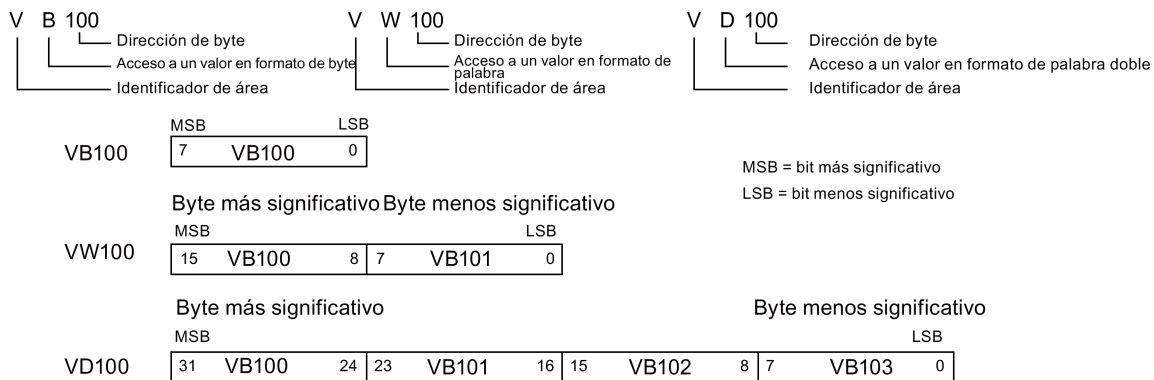 V B 100 V W 100 V D 100
Dirección de byte Dirección de byte Dirección de byte
Acceso a un valor en formato de byte Acceso a un valor en formato de palabra Acceso a un valor en formato de palabra doble
Identificador de área Identificador de área Identificador de área
MSB LSB
VB100 7 VB100 0
MSB = bit más significativo
LSB = bit menos significativo
Byte más significativo Byte menos significativo
MSB LSB
VW100 15 VB100 8 7 VB101 0
Byte más significativo Byte menos significativo
MSB LSB
VD100 31 VB100 24 23 VB101 16 15 VB102 8 7 VB103 0